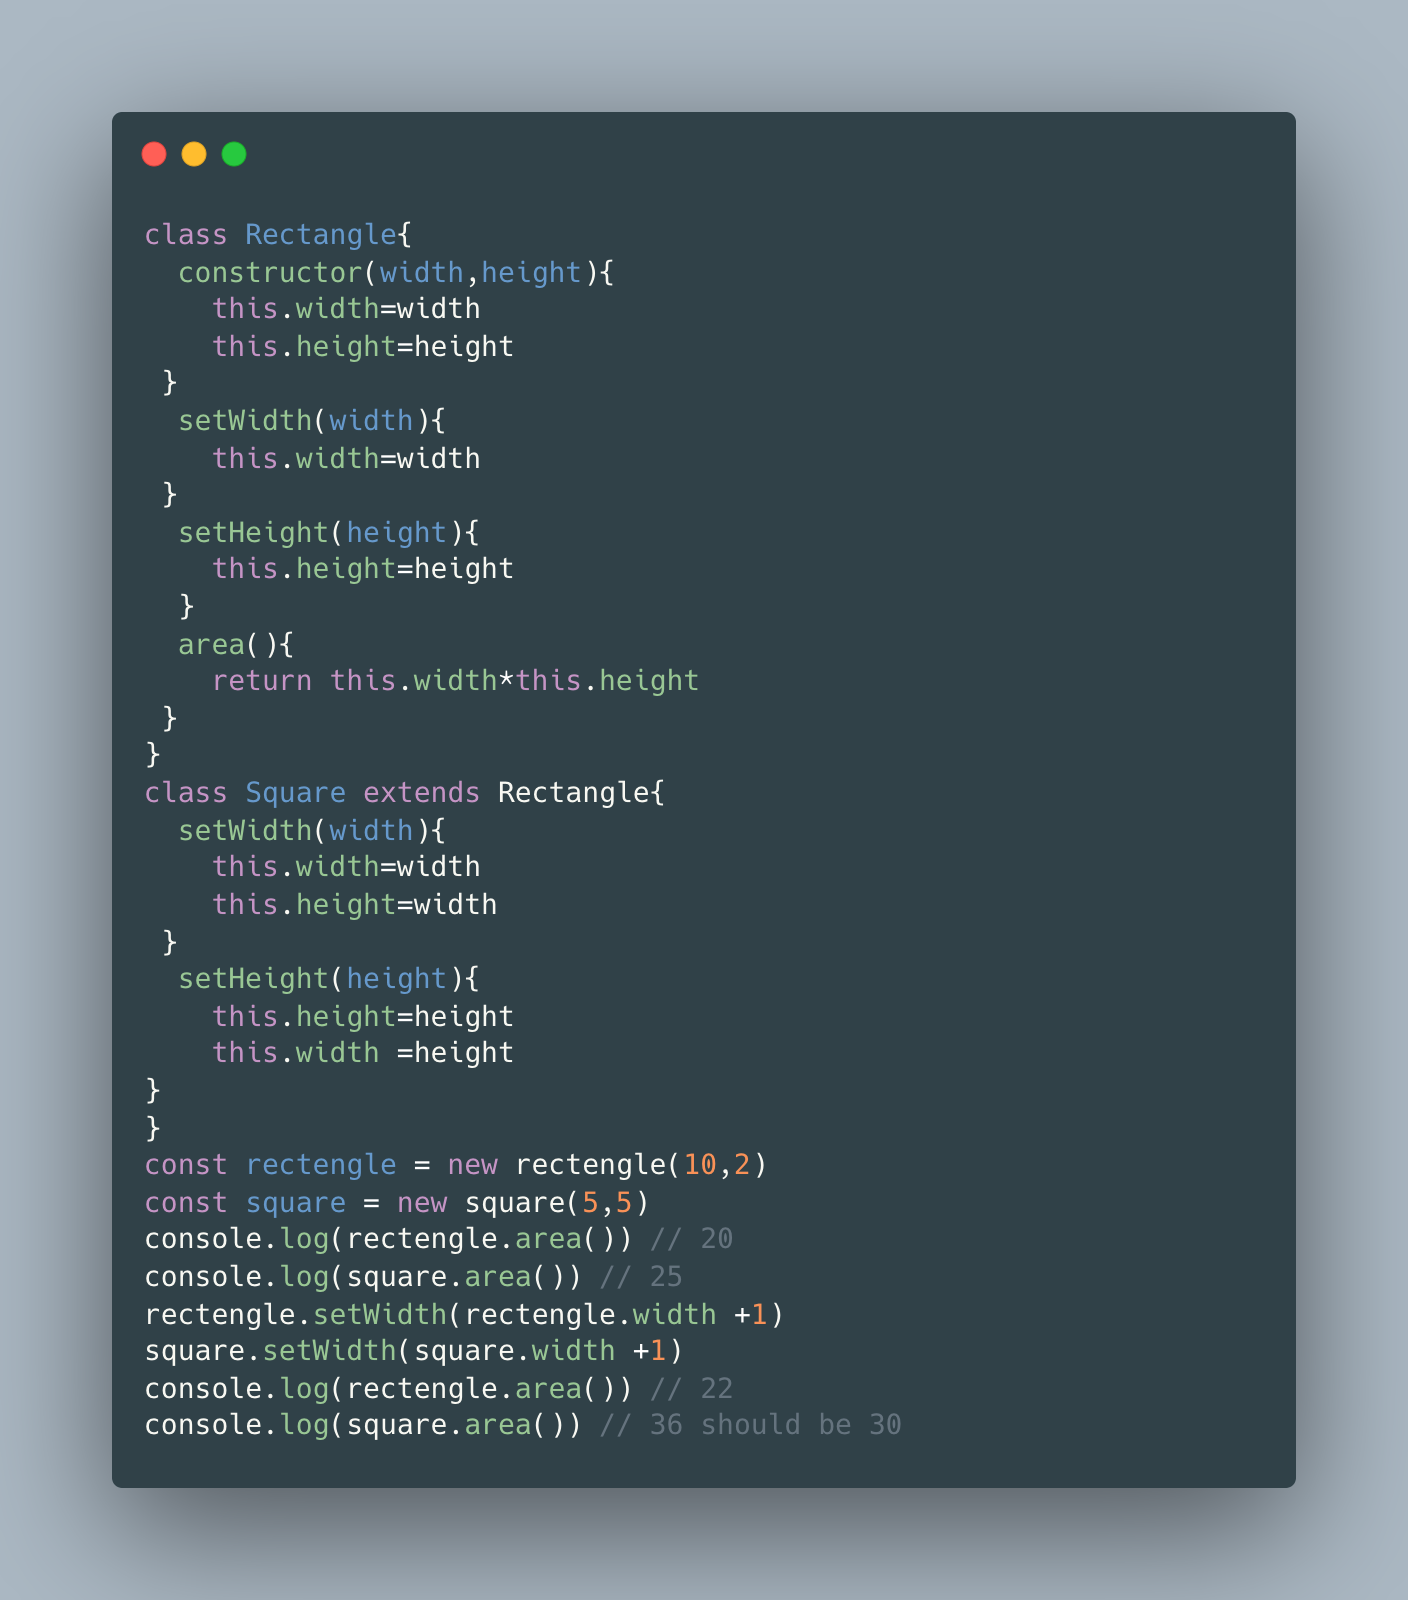 class Rectangle{
  constructor(width,height){
    this.width=width
    this.height=height
 }
  setWidth(width){
    this.width=width
 }
  setHeight(height){
    this.height=height
  }
  area(){
    return this.width*this.height
 }
}
class Square extends Rectangle{
  setWidth(width){
    this.width=width
    this.height=width
 }
  setHeight(height){
    this.height=height
    this.width =height
}
}
const rectengle = new rectengle(10,2)
const square = new square(5,5)
console.log(rectengle.area()) // 20
console.log(square.area()) // 25
rectengle.setWidth(rectengle.width +1)
square.setWidth(square.width +1)
console.log(rectengle.area()) // 22
console.log(square.area()) // 36 should be 30